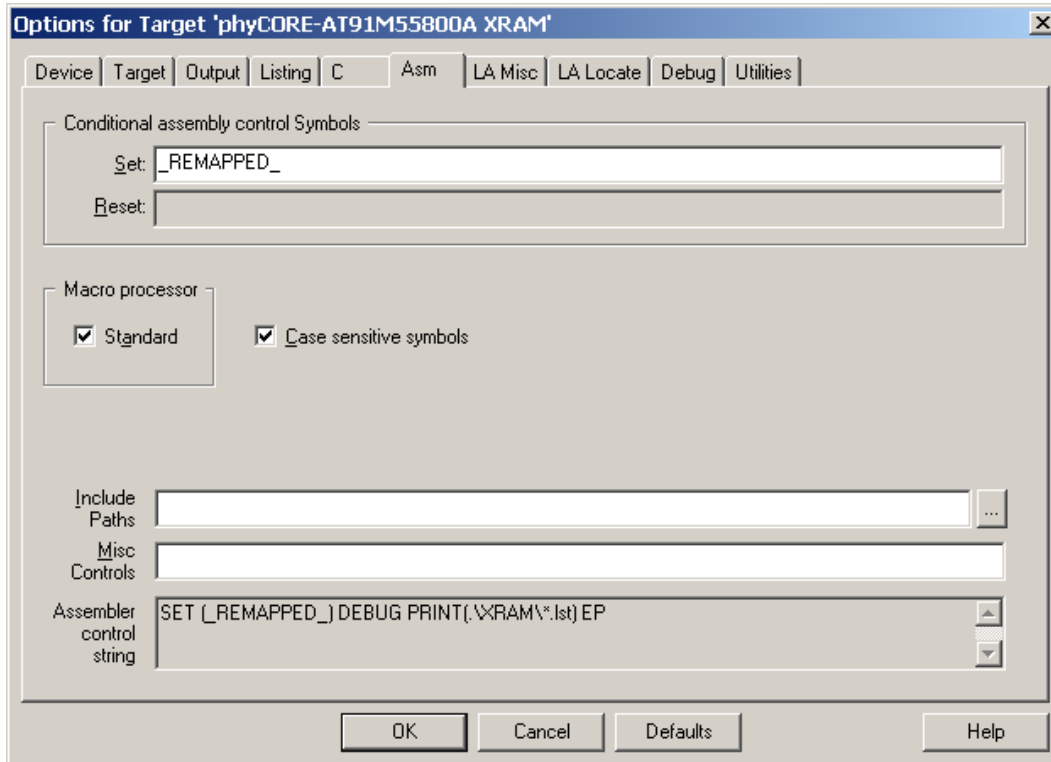 Options for Target 'phyCORE-AT91M55800A XRAM'
Device Target Output Listing C Asm LA Misc LA Locate Debug Utilities
Conditional assembly control Symbols
Set: _REMAPPED_
Reset:
Macro processor
Standard Case sensitive symbols
Include
Paths
...
Misc
Controls
Assembler
control
string
SET (_REMAPPED_) DEBUG PRINT(.\XRAM\*.lst) EP
OK Cancel Defaults Help